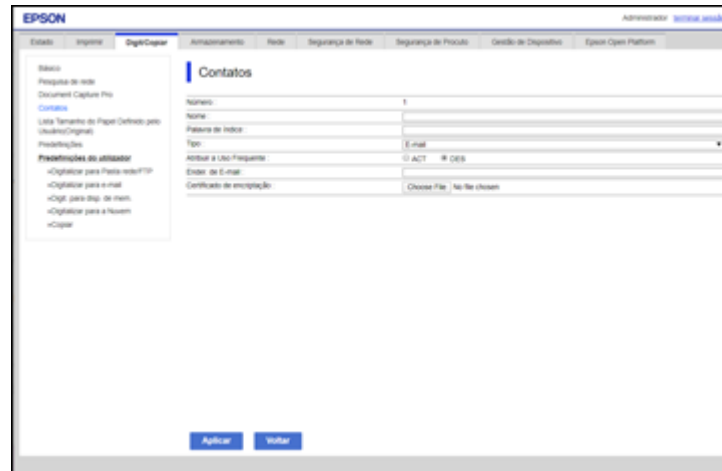 EPSON
Administrador terminar sessão
Estado Imprimir Digit/Copiar Armazenamento Rede Segurança de Rede Segurança de Procuto Gestão de Dispositivo Epson Open Platform
Básico
Pesquisa de rede
Document Capture Pro
Contatos
Lista Tamanho do Papel Definido pelo
Usuário(Original)
Predefinições
Predefinições do utilizador
»Digitalizar para Pasta rede/FTP
»Digitalizar para e-mail
»Digit. para disp. de mem.
»Digitalizar para a Nuvem
»Copiar
Contatos
Número : 1
Nome :
Palavra de Índice :
Tipo : E-mail
Atribuir a Uso Frequente : ACT DES
Ender. de E-mail :
Certificado de encriptação : Choose File No file chosen
Aplicar Voltar